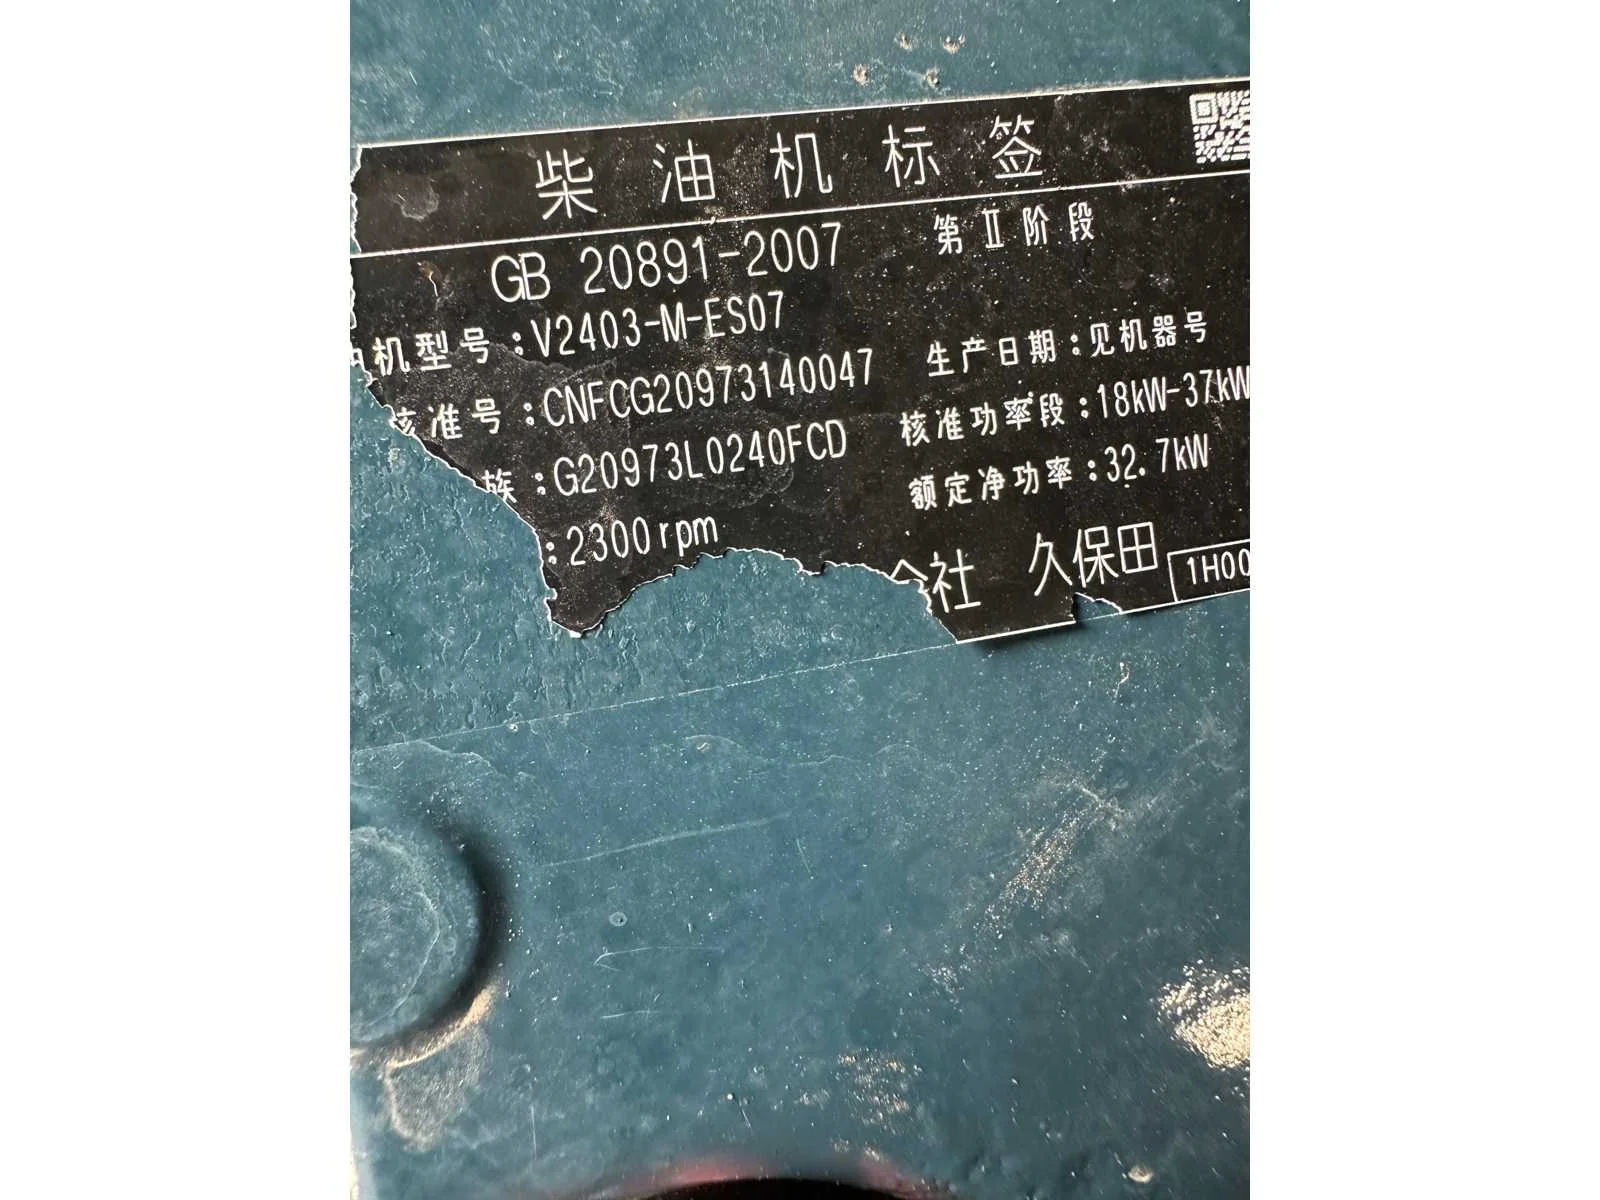 柴油机标签
GB 20891-2007 第Ⅱ阶段
机型号:V2403-M-ES07 生产日期:见机器号
核准号:CNFCG20973140047 核准功率段:18kW-37kW
族:G20973L0240FCD 额定净功率:32.7kW
:2300rpm
会社 久保田 1H00